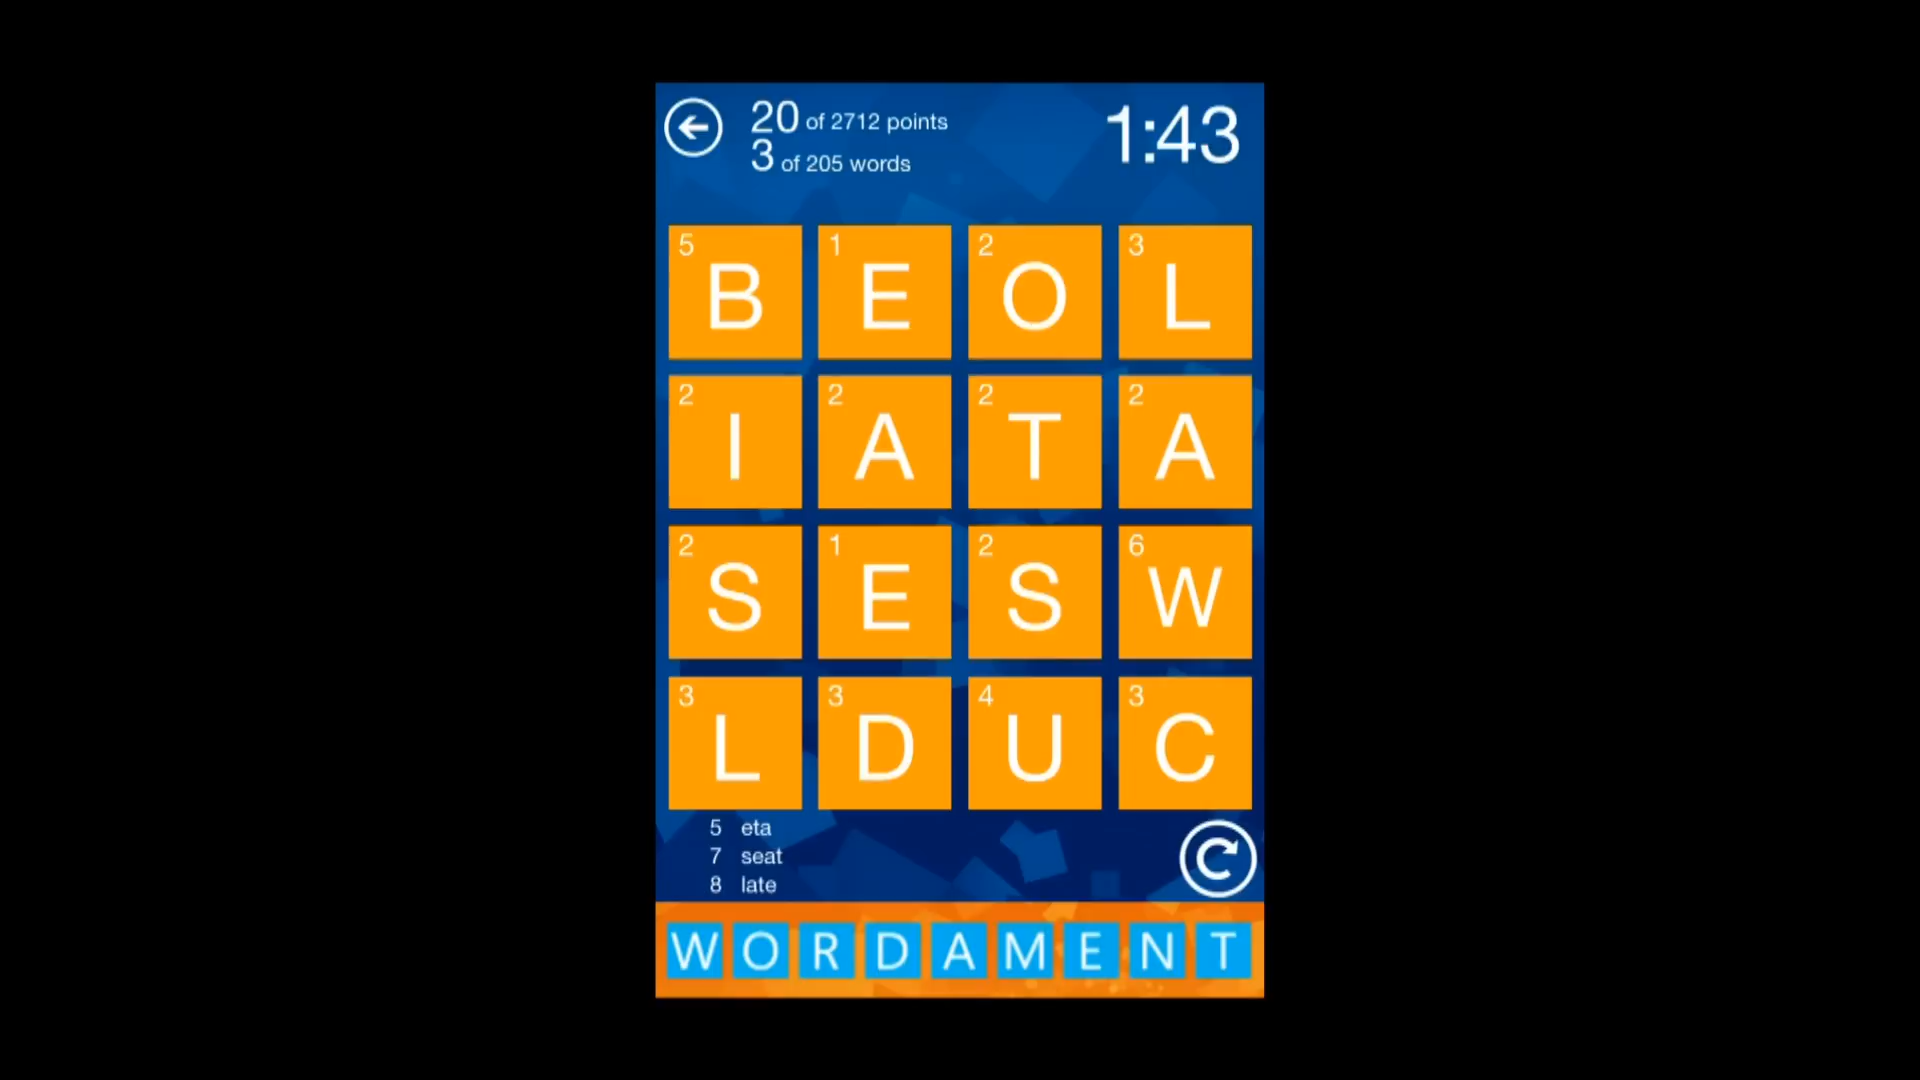 20 of 2712 points
3 of 205 words
1:43
5 B 1 E 2 O 3 L
2 I 2 A 2 T 2 A
2 S 1 E 2 S 6 W
3 L 3 D 4 U 3 C
5 eta
7 seat
8 late
WORDAMENT